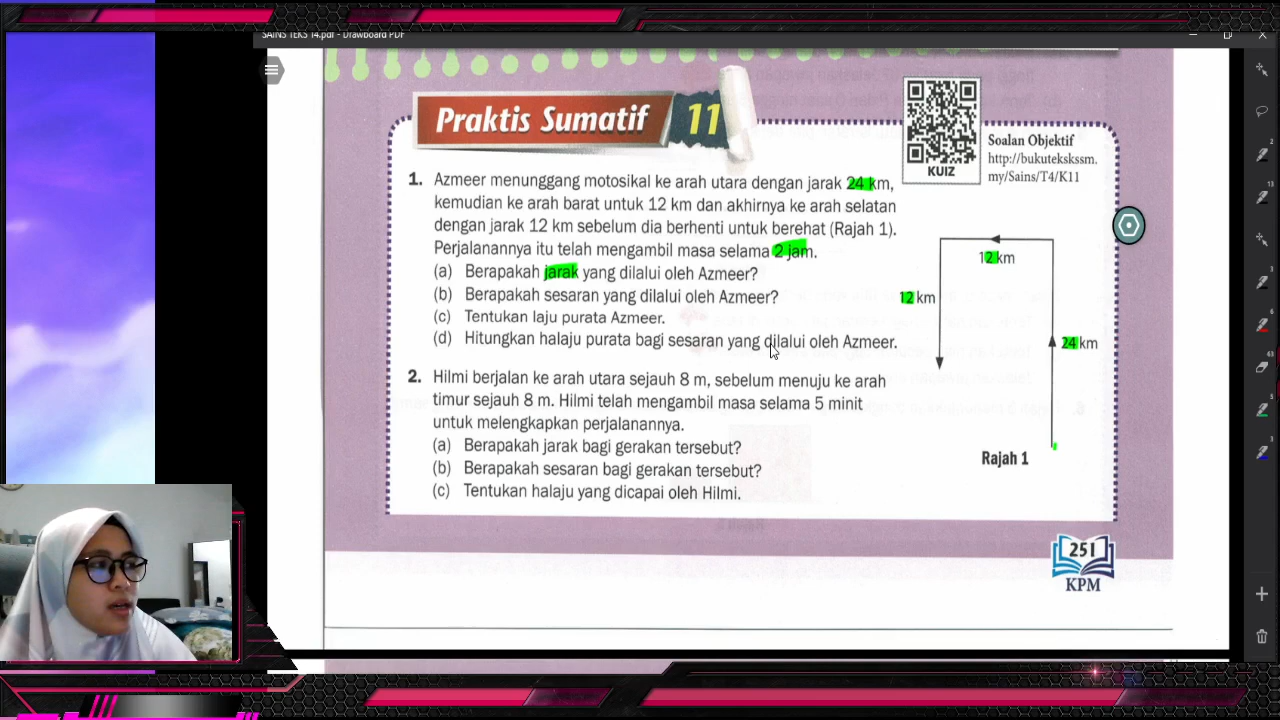 SAINS TEKS T4.pdf - Drawboard PDF
Praktis Sumatif 11
KUIZ
Soalan Objektif
http://bukutekskssm.
my/Sains/T4/K11
1. Azmeer menunggang motosikal ke arah utara dengan jarak 24 km,
kemudian ke arah barat untuk 12 km dan akhirnya ke arah selatan
dengan jarak 12 km sebelum dia berhenti untuk berehat (Rajah 1).
Perjalanannya itu telah mengambil masa selama 2 jam.
(a) Berapakah jarak yang dilalui oleh Azmeer?
(b) Berapakah sesaran yang dilalui oleh Azmeer?
(c) Tentukan laju purata Azmeer.
(d) Hitungkan halaju purata bagi sesaran yang dilalui oleh Azmeer.
12 km
12 km
24 km
Rajah 1
2. Hilmi berjalan ke arah utara sejauh 8 m, sebelum menuju ke arah
timur sejauh 8 m. Hilmi telah mengambil masa selama 5 minit
untuk melengkapkan perjalanannya.
(a) Berapakah jarak bagi gerakan tersebut?
(b) Berapakah sesaran bagi gerakan tersebut?
(c) Tentukan halaju yang dicapai oleh Hilmi.
251
KPM